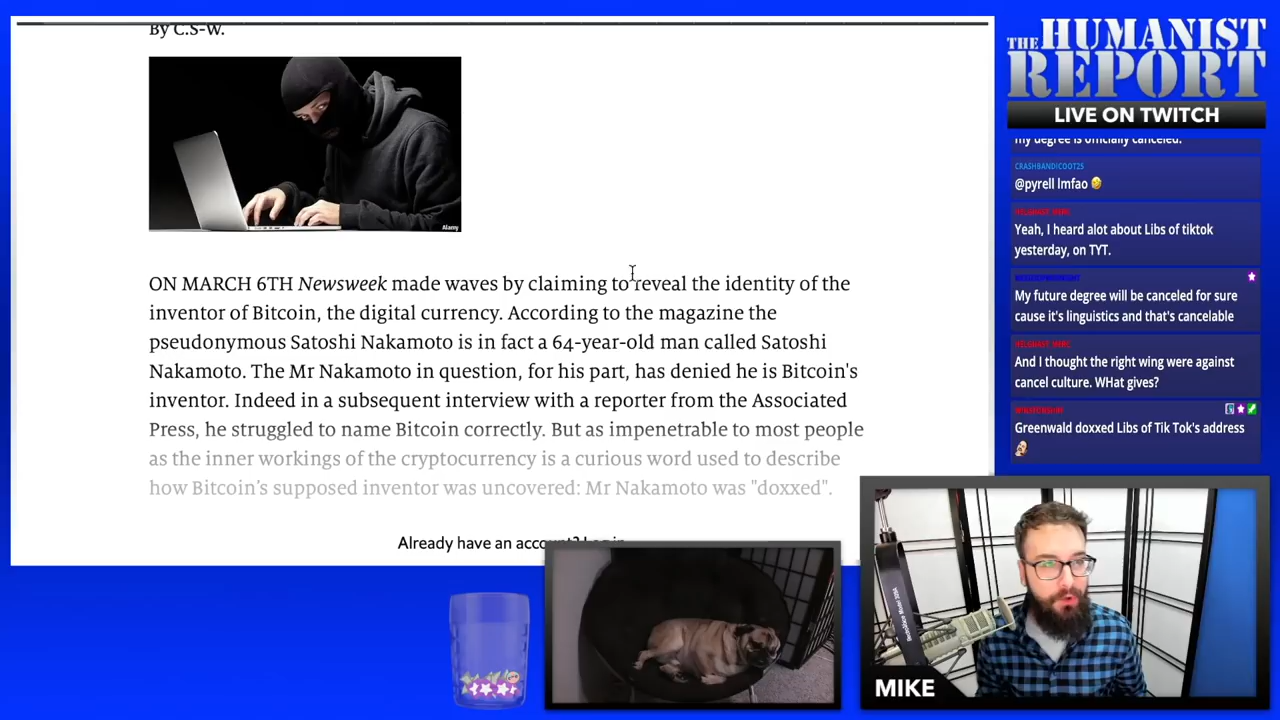 By C.S-W.
Alamy
ON MARCH 6TH Newsweek made waves by claiming to reveal the identity of the
inventor of Bitcoin, the digital currency. According to the magazine the
pseudonymous Satoshi Nakamoto is in fact a 64-year-old man called Satoshi
Nakamoto. The Mr Nakamoto in question, for his part, has denied he is Bitcoin's
inventor. Indeed in a subsequent interview with a reporter from the Associated
Press, he struggled to name Bitcoin correctly. But as impenetrable to most people
as the inner workings of the cryptocurrency is a curious word used to describe
how Bitcoin's supposed inventor was uncovered: Mr Nakamoto was "doxxed".
Already have an account? Log in
THE HUMANIST
REPORT
LIVE ON TWITCH
my degree is officially canceled.
CRASHBANDICOOT25
@pyrell lmfao 🤣
Yeah, I heard alot about Libs of tiktok
yesterday, on TYT.
My future degree will be canceled for sure
cause it's linguistics and that's cancelable
And I thought the right wing were against
cancel culture. WHat gives?
Greenwald doxxed Libs of Tik Tok's address
MIKE